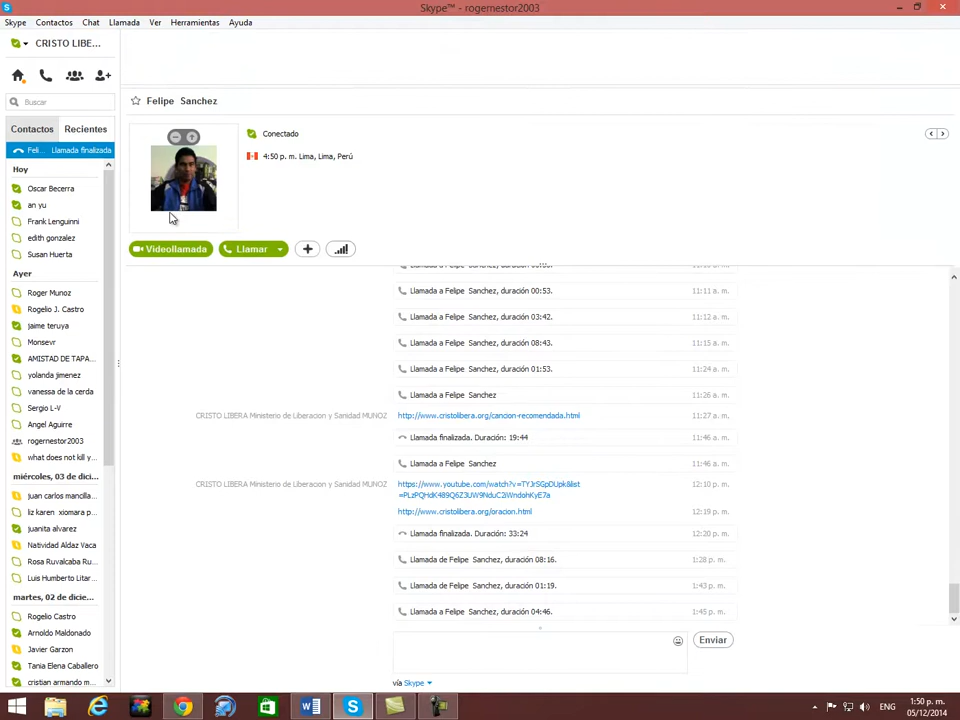 Skype™ - rogernestor2003
Skype Contactos Chat Llamada Ver Herramientas Ayuda
CRISTO LIBE...
Buscar
Contactos Recientes
Feli... Llamada finalizada
Hoy
Oscar Becerra
an yu
Frank Lenguinni
edith gonzalez
Susan Huerta
Ayer
Roger Munoz
Rogelio J. Castro
jaime teruya
Monsevr
AMISTAD DE TAPA...
yolanda jimenez
vanessa de la cerda
Sergio L-V
Angel Aguirre
rogernestor2003
what does not kill y...
miércoles, 03 de dici...
juan carlos mancilla...
liz karen xiomara p...
juanita alvarez
Natividad Aldaz Vaca
Rosa Ruvalcaba Ru...
Luis Humberto Litar...
martes, 02 de dicie...
Rogelio Castro
Arnoldo Maldonado
Javier Garzon
Tania Elena Caballero
cristian armando m...
Felipe Sanchez
Conectado
4:50 p. m. Lima, Lima, Perú
Videollamada Llamar
Llamada a Felipe Sanchez, duración 00:53. 11:11 a. m.
Llamada a Felipe Sanchez, duración 03:42. 11:12 a. m.
Llamada a Felipe Sanchez, duración 08:43. 11:15 a. m.
Llamada a Felipe Sanchez, duración 01:53. 11:24 a. m.
Llamada a Felipe Sanchez 11:26 a. m.
CRISTO LIBERA Ministerio de Liberacion y Sanidad MUNOZ http://www.cristolibera.org/cancion-recomendada.html 11:27 a. m.
Llamada finalizada. Duración: 19:44 11:46 a. m.
Llamada a Felipe Sanchez 11:46 a. m.
CRISTO LIBERA Ministerio de Liberacion y Sanidad MUNOZ https://www.youtube.com/watch?v=TYJrSGpDUpk&list 12:10 p. m.
=PLzPQHdK489Q6Z3UW9NduC2iWndohKyE7a
http://www.cristolibera.org/oracion.html 12:19 p. m.
Llamada finalizada. Duración: 33:24 12:20 p. m.
Llamada de Felipe Sanchez, duración 08:16. 1:28 p. m.
Llamada de Felipe Sanchez, duración 01:19. 1:43 p. m.
Llamada a Felipe Sanchez, duración 04:46. 1:45 p. m.
Enviar
vía Skype
ENG
1:50 p. m.
05/12/2014